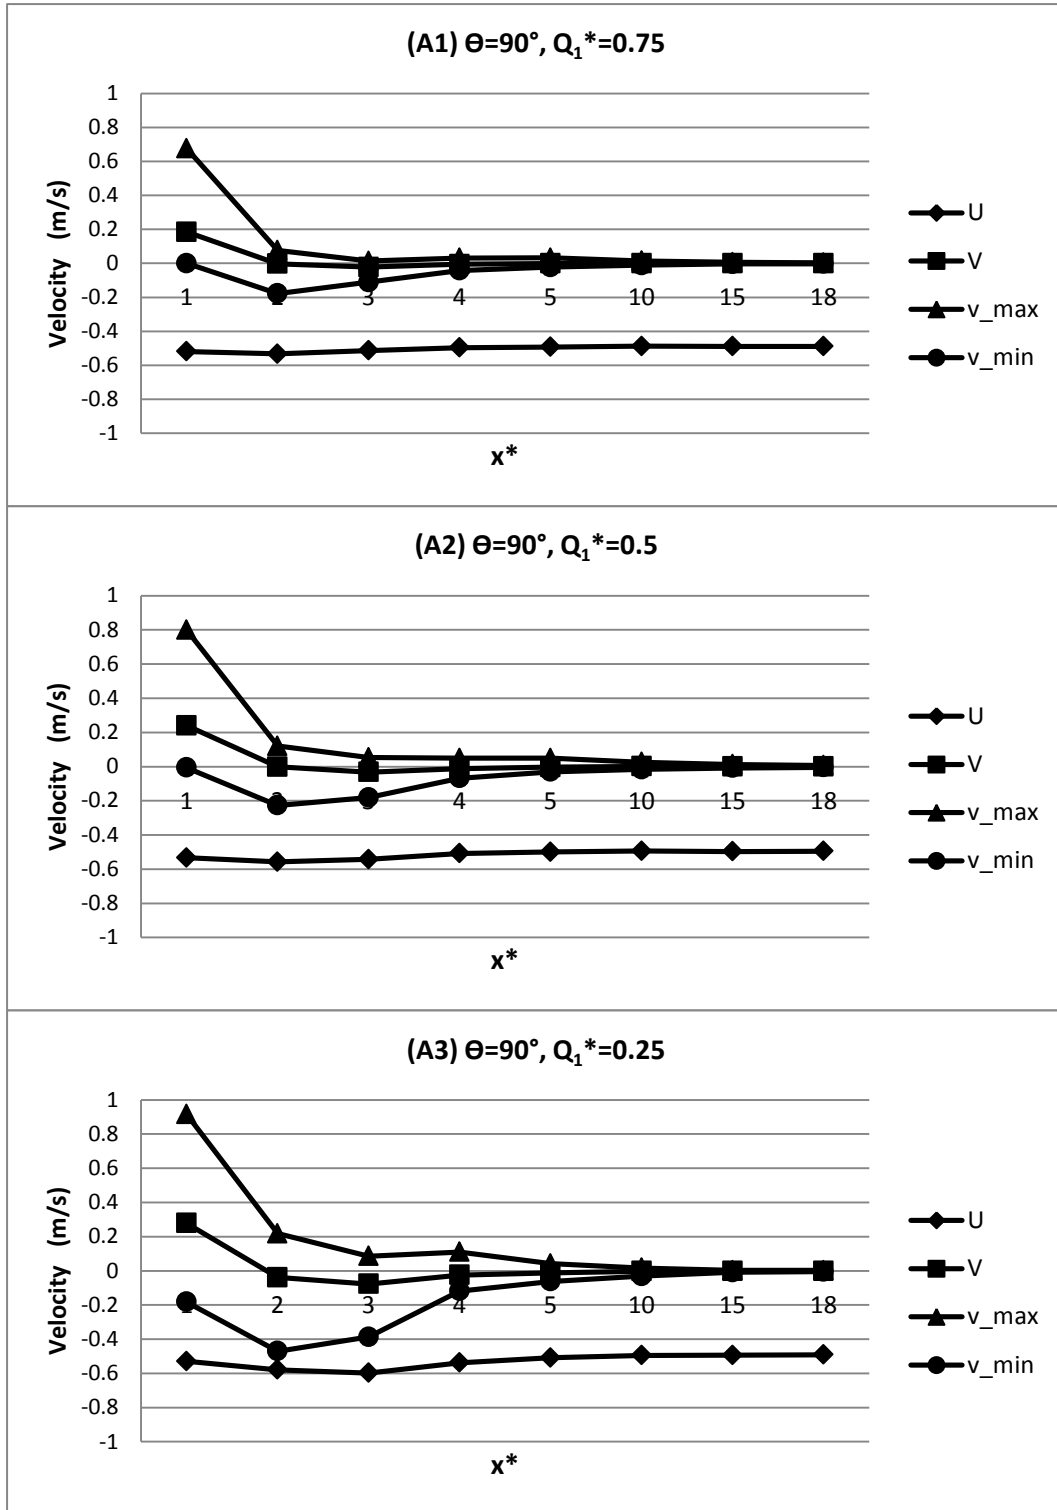 (A1) Ө=90°, Q₁*=0.75
1
0.8
0.6
0.4
0.2
0
-0.2
-0.4
-0.6
-0.8
-1
Velocity (m/s)
1 2 3 4 5 10 15 18
x*
U
V
v_max
v_min
(A2) Ө=90°, Q₁*=0.5
1
0.8
0.6
0.4
0.2
0
-0.2
-0.4
-0.6
-0.8
-1
Velocity (m/s)
1 2 3 4 5 10 15 18
x*
U
V
v_max
v_min
(A3) Ө=90°, Q₁*=0.25
1
0.8
0.6
0.4
0.2
0
-0.2
-0.4
-0.6
-0.8
-1
Velocity (m/s)
1 2 3 4 5 10 15 18
x*
U
V
v_max
v_min